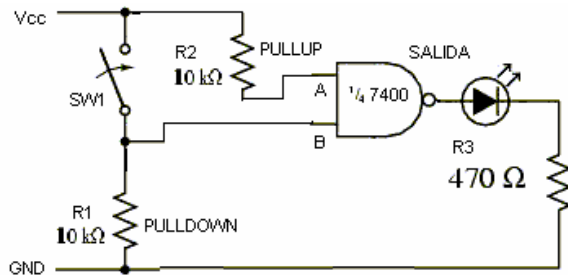 Vcc
R2
10 kΩ
PULLUP
SALIDA
SW1
A
1/4 7400
B
R3
470 Ω
R1
10 kΩ
PULLDOWN
GND